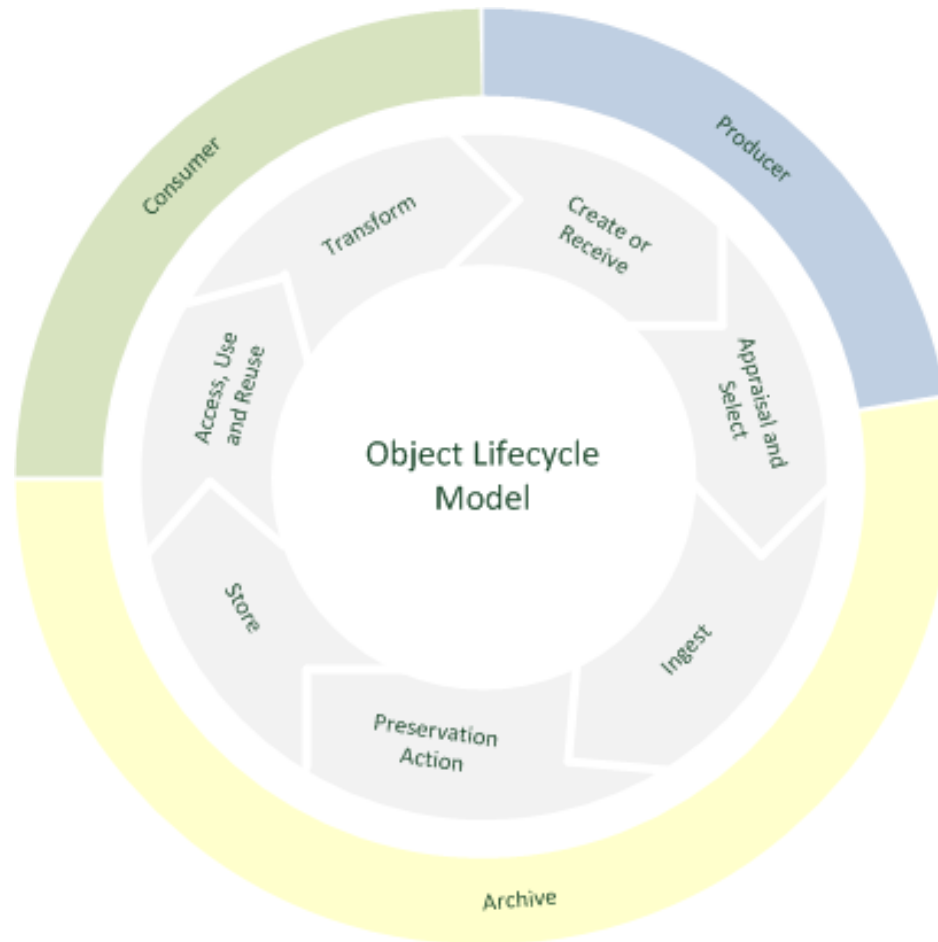 Consumer
Producer
Transform
Create or
Receive
Access, Use
and Reuse
Appraisal and
Select
Object Lifecycle
Model
Store
Ingest
Preservation
Action
Archive